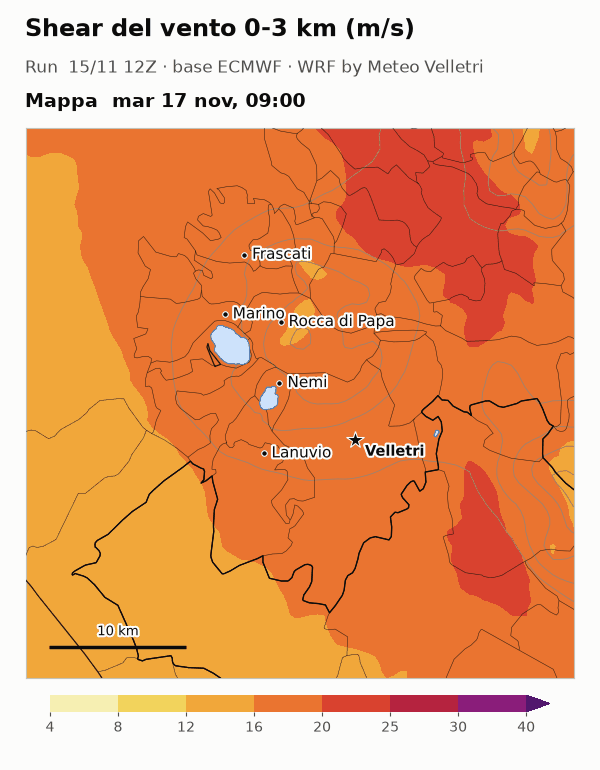 Shear del vento 0-3 km (m/s)
Run  15/11 12Z · base ECMWF · WRF by Meteo Velletri
Mappa  mar 17 nov, 09:00
Frascati
Marino
Rocca di Papa
Nemi
Velletri
Lanuvio
10 km
4 8 12 16 20 25 30 40